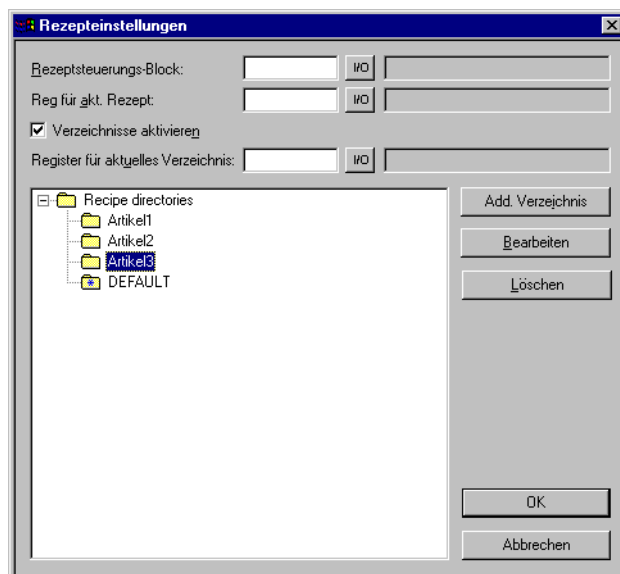 Rezepteinstellungen
Rezeptsteuerungs-Block: I/O
Reg für akt. Rezept: I/O
Verzeichnisse aktivieren
Register für aktuelles Verzeichnis: I/O
Recipe directories
Artikel1
Artikel2
Artikel3
DEFAULT
Add. Verzeichnis
Bearbeiten
Löschen
OK
Abbrechen